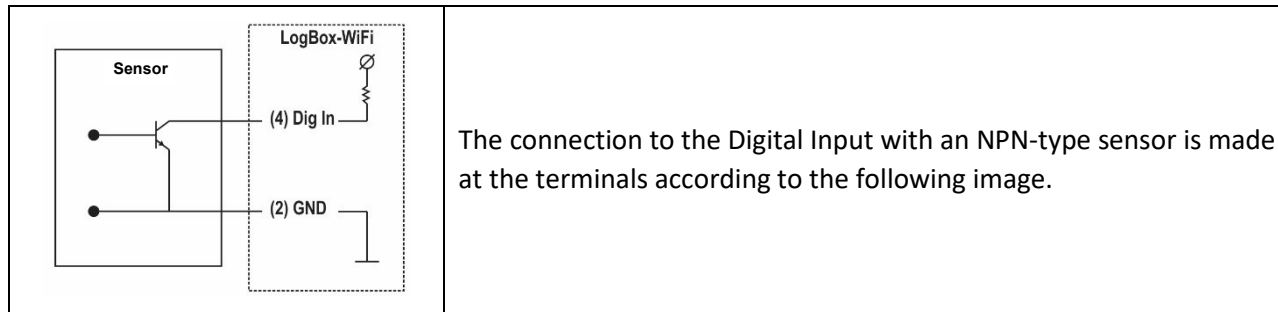 LogBox-WiFi
Sensor
(4) Dig In
(2) GND
The connection to the Digital Input with an NPN-type sensor is made
at the terminals according to the following image.